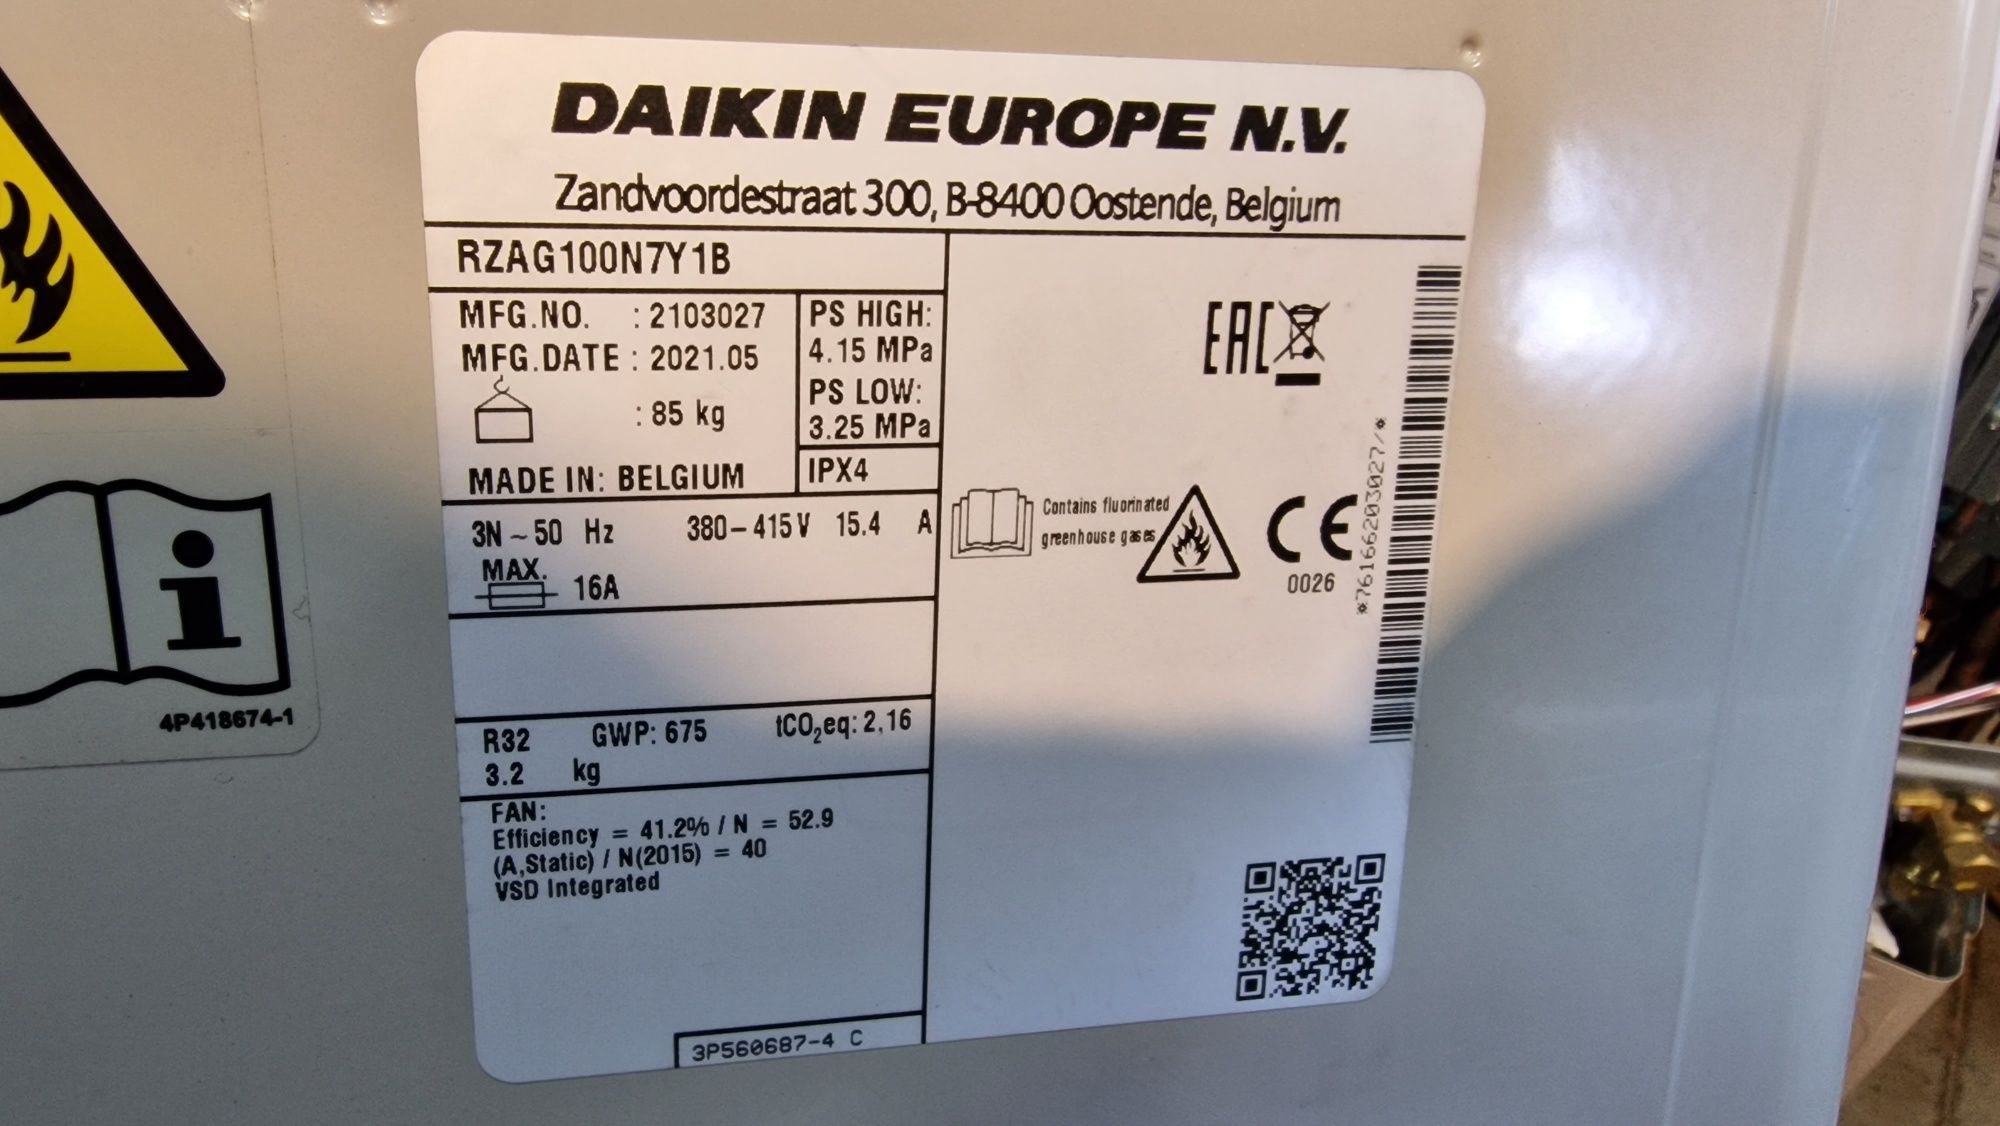 DAIKIN EUROPE N.V.
Zandvoordestraat 300, B-8400 Oostende, Belgium
RZAG100N7Y1B
MFG.NO. : 2103027
MFG.DATE : 2021.05
: 85 kg
MADE IN: BELGIUM
PS HIGH:
4.15 MPa
PS LOW:
3.25 MPa
IPX4
3N ~ 50 Hz 380-415V 15.4 A
MAX.
16A
R32 GWP: 675 tCO₂eq: 2,16
3.2 kg
FAN:
Efficiency = 41.2% / N = 52.9
(A,Static) / N(2015) = 40
VSD Integrated
3P560687-4 C
EAC
Contains fluorinated
greenhouse gases
CE
0026
*76166203027/*
i
4P418674-1